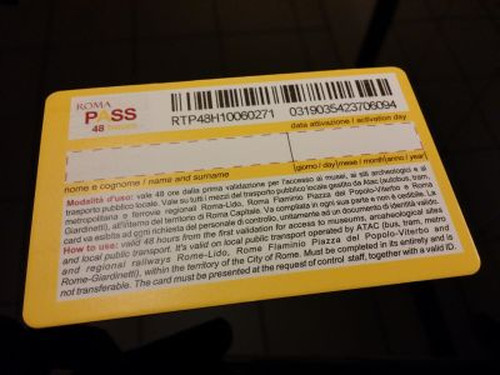 ROMA
PASS
48 hours
RTP48H10060271 0319035423706094
data attivazione / activation day
nome e cognome / name and surname
(giorno / day)(mese / month)(anno / year)
Modalità d'uso: vale 48 ore dalla prima validazione per l'accesso ai musei, ai siti archeologici e al
trasporto pubblico locale. Vale su tutti i mezzi del trasporto pubblico locale gestito da Atac (autobus, tram,
metropolitana e ferrovie regionali Roma-Lido, Roma Flaminio Piazza del Popolo-Viterbo e Roma
Giardinetti), all'interno del territorio di Roma Capitale. Va compilata in ogni sua parte e non è cedibile. La
card va esibita ad ogni richiesta del personale di controllo, unitamente ad un documento di identità valido.
How to use: valid 48 hours from the first validation for access to museums, archaeological sites
and local public transport. It's valid on local public transport operated by ATAC (bus, tram, metro
and regional railways Rome-Lido, Rome Flaminio Piazza del Popolo-Viterbo and
Rome-Giardinetti), within the territory of the City of Rome. Must be completed in its entirety and is
not transferable. The card must be presented at the request of control staff, together with a valid ID.